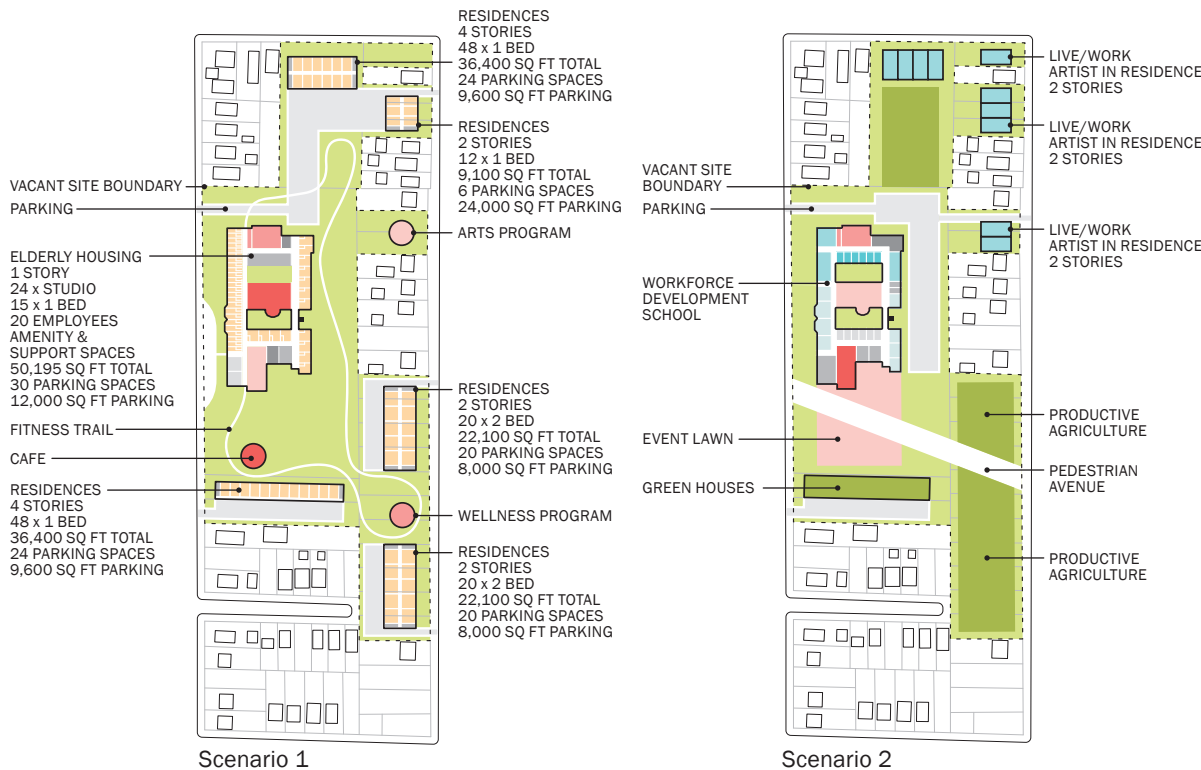 RESIDENCES
4 STORIES
48 x 1 BED
36,400 SQ FT TOTAL
24 PARKING SPACES
9,600 SQ FT PARKING
RESIDENCES
2 STORIES
12 x 1 BED
9,100 SQ FT TOTAL
6 PARKING SPACES
24,000 SQ FT PARKING
VACANT SITE BOUNDARY
PARKING
ARTS PROGRAM
ELDERLY HOUSING
1 STORY
24 x STUDIO
15 x 1 BED
20 EMPLOYEES
AMENITY &
SUPPORT SPACES
50,195 SQ FT TOTAL
30 PARKING SPACES
12,000 SQ FT PARKING
FITNESS TRAIL
CAFE
RESIDENCES
4 STORIES
48 x 1 BED
36,400 SQ FT TOTAL
24 PARKING SPACES
9,600 SQ FT PARKING
RESIDENCES
2 STORIES
20 x 2 BED
22,100 SQ FT TOTAL
20 PARKING SPACES
8,000 SQ FT PARKING
WELLNESS PROGRAM
RESIDENCES
2 STORIES
20 x 2 BED
22,100 SQ FT TOTAL
20 PARKING SPACES
8,000 SQ FT PARKING
Scenario 1
LIVE/WORK
ARTIST IN RESIDENCE
2 STORIES
LIVE/WORK
ARTIST IN RESIDENCE
2 STORIES
VACANT SITE
BOUNDARY
PARKING
LIVE/WORK
ARTIST IN RESIDENCE
2 STORIES
WORKFORCE
DEVELOPMENT
SCHOOL
PRODUCTIVE
AGRICULTURE
EVENT LAWN
PEDESTRIAN
AVENUE
GREEN HOUSES
PRODUCTIVE
AGRICULTURE
Scenario 2